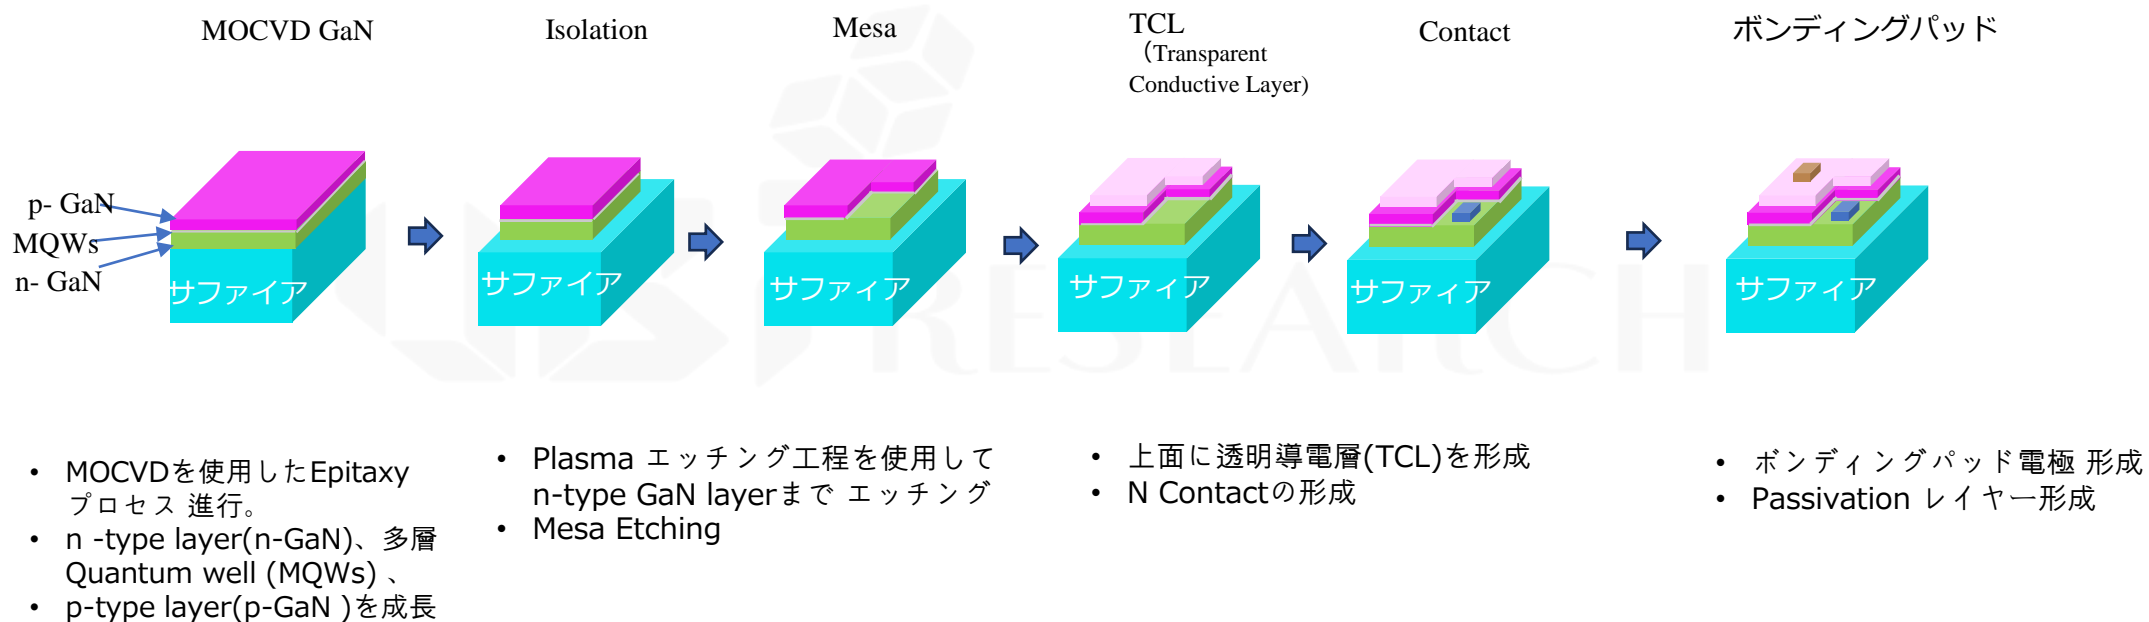 MOCVD GaN
Isolation
Mesa
TCL
（Transparent
Conductive Layer)
Contact
ボンディングパッド
p- GaN
MQWs
n- GaN
サファイア
サファイア
サファイア
サファイア
サファイア
サファイア
RESEARCH
• MOCVDを使用したEpitaxy
プロセス 進行。
• n -type layer(n-GaN)、多層
Quantum well (MQWs) 、
• p-type layer(p-GaN )を成長
• Plasma エッチング工程を使用して
n-type GaN layerまで エッチング
• Mesa Etching
• 上面に透明導電層(TCL)を形成
• N Contactの形成
• ボンディングパッド電極 形成
• Passivation レイヤー形成